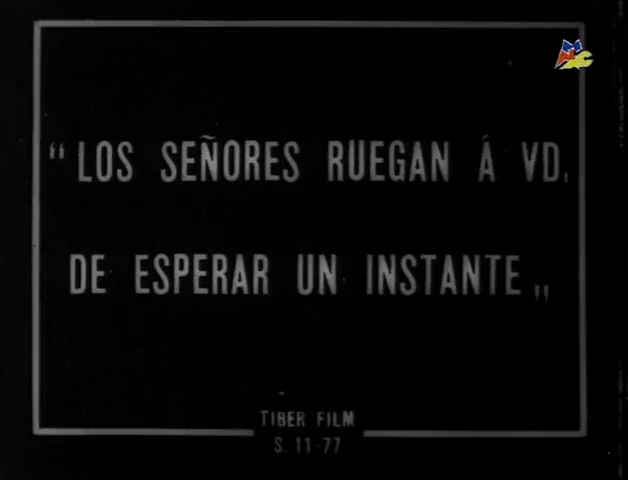 “ LOS SEÑORES RUEGAN Á VD.
DE ESPERAR UN INSTANTE „
TIBER FILM
S. 11-77